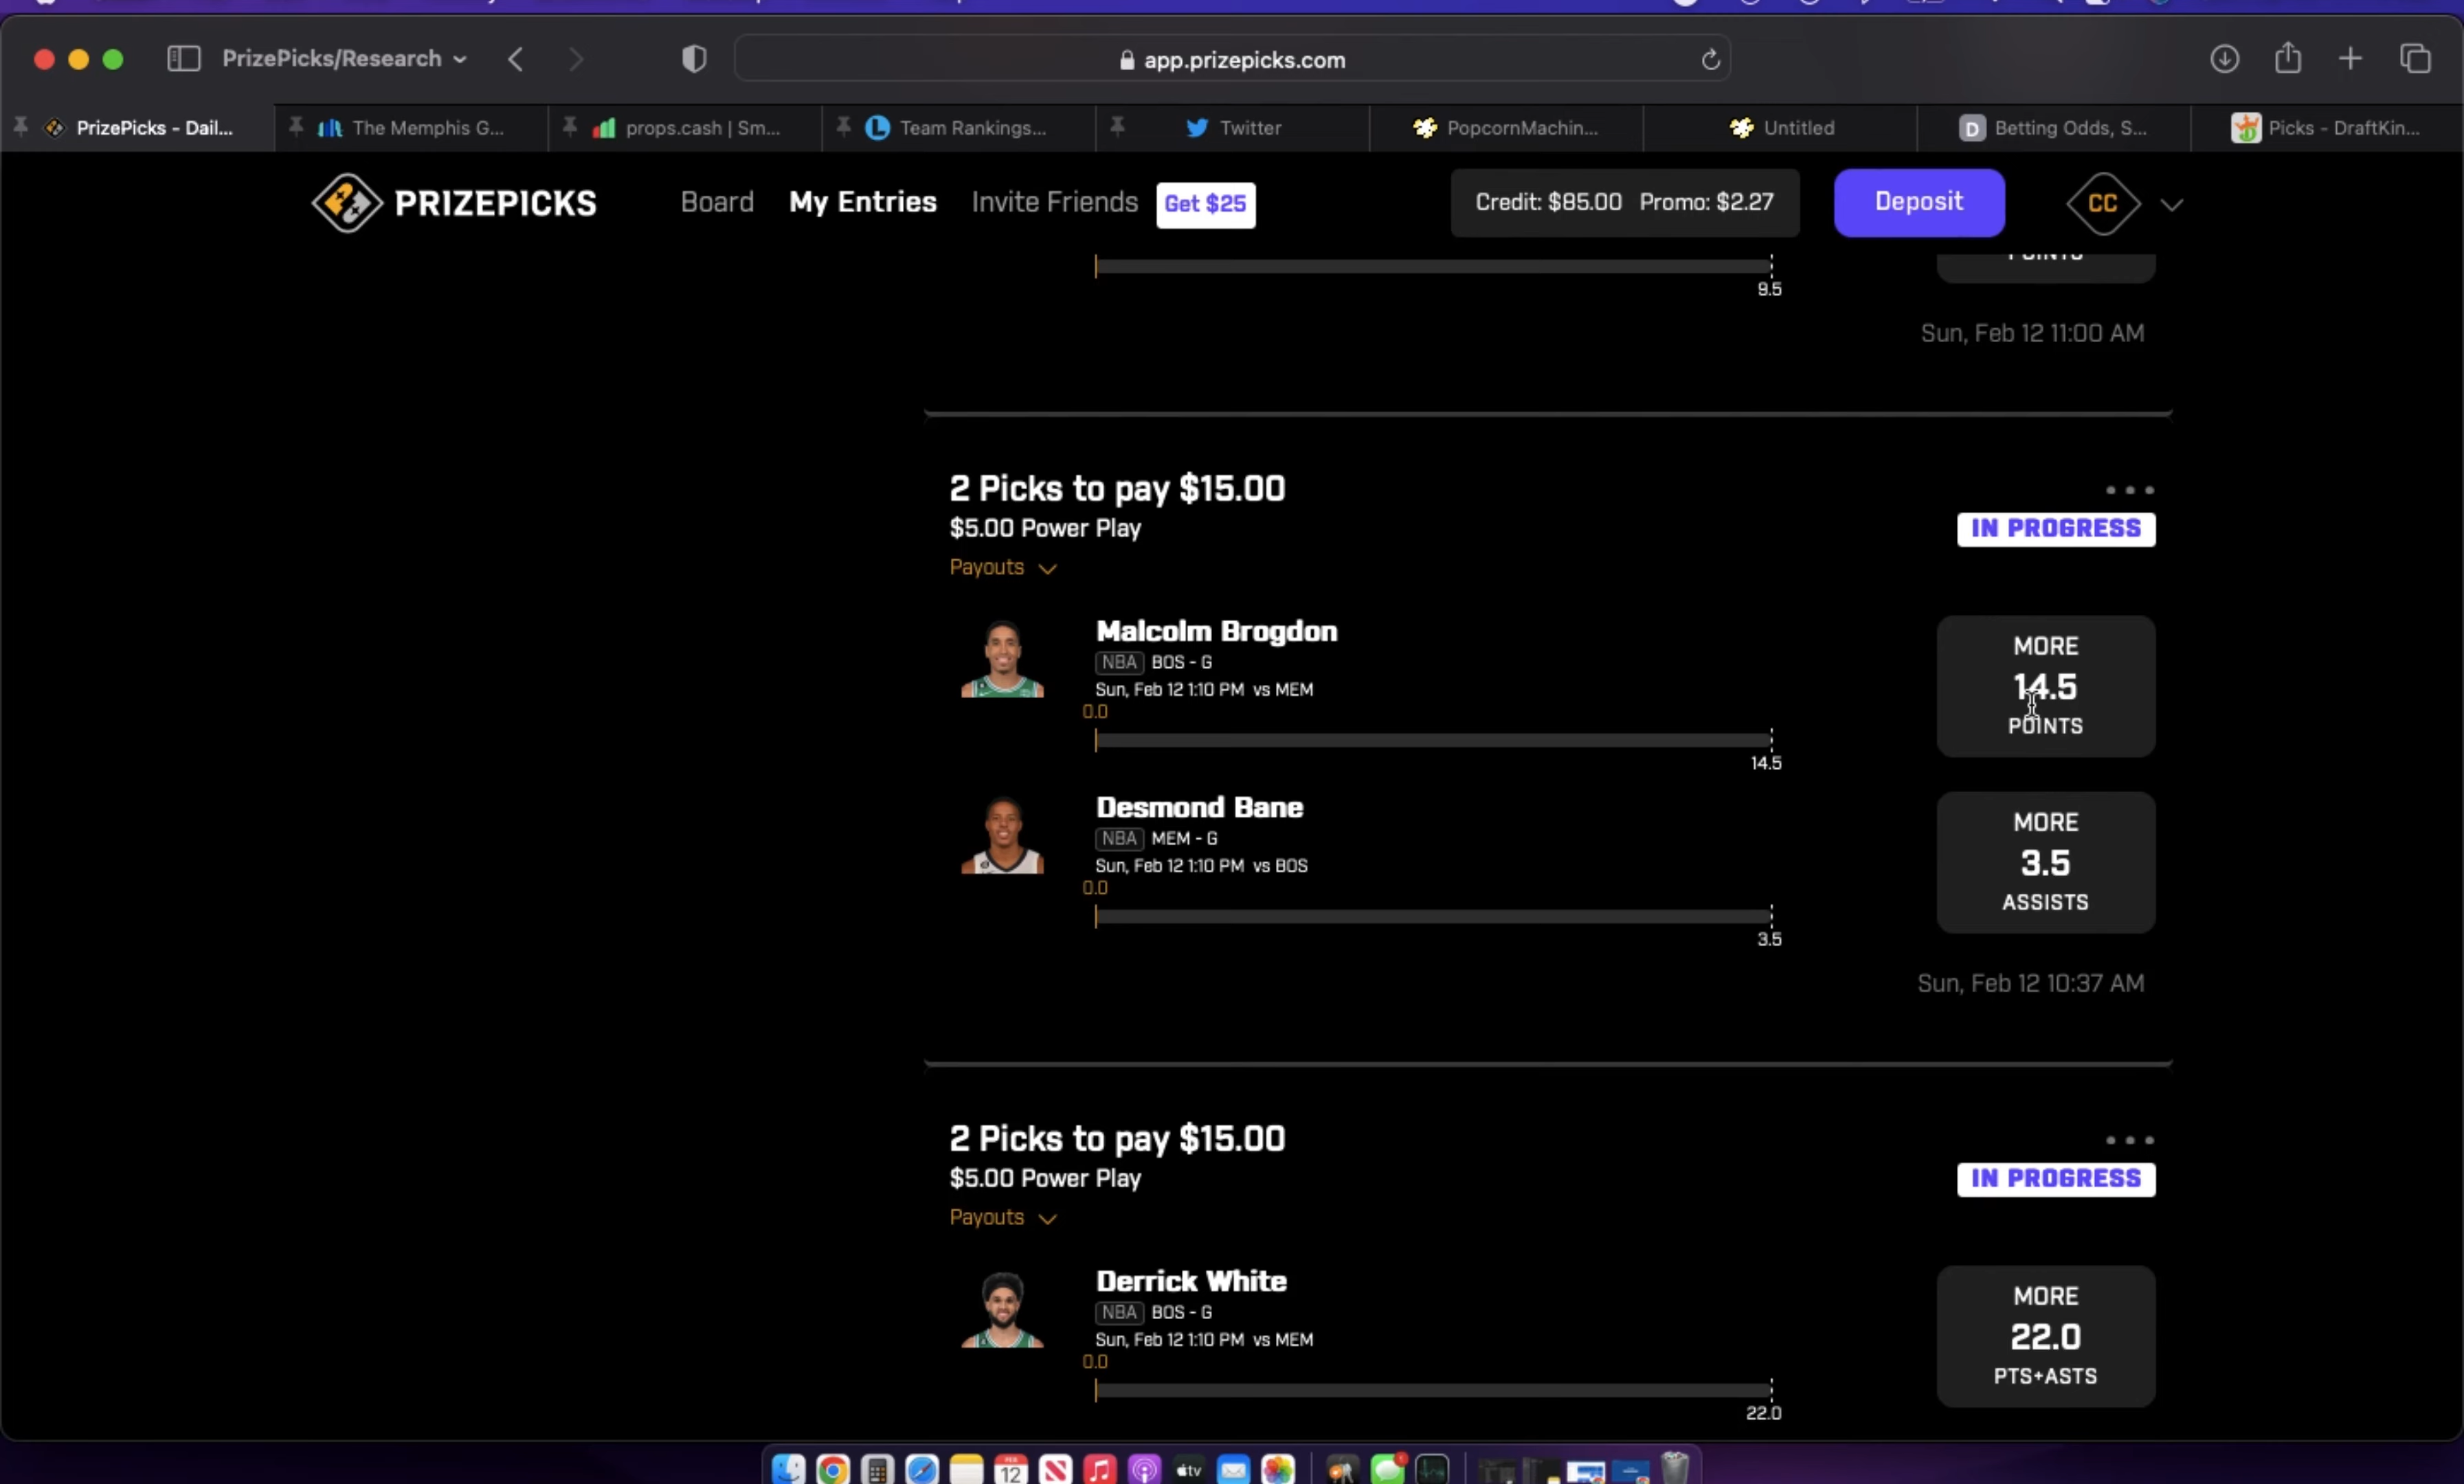 PrizePicks/Research
app.prizepicks.com
PrizePicks - Dail...
The Memphis G...
props.cash | Sm...
Team Rankings...
Twitter
PopcornMachin...
Untitled
Betting Odds, S...
Picks - DraftKin...
PRIZEPICKS
Board
My Entries
Invite Friends
Get $25
Credit: $85.00 Promo: $2.27
Deposit
CC
POINTS
9.5
Sun, Feb 12 11:00 AM
2 Picks to pay $15.00
$5.00 Power Play
IN PROGRESS
Payouts
Malcolm Brogdon
NBA BOS - G
Sun, Feb 12 1:10 PM vs MEM
0.0
14.5
MORE
14.5
POINTS
Desmond Bane
NBA MEM - G
Sun, Feb 12 1:10 PM vs BOS
0.0
3.5
MORE
3.5
ASSISTS
Sun, Feb 12 10:37 AM
2 Picks to pay $15.00
$5.00 Power Play
IN PROGRESS
Payouts
Derrick White
NBA BOS - G
Sun, Feb 12 1:10 PM vs MEM
0.0
22.0
MORE
22.0
PTS+ASTS
12
tv